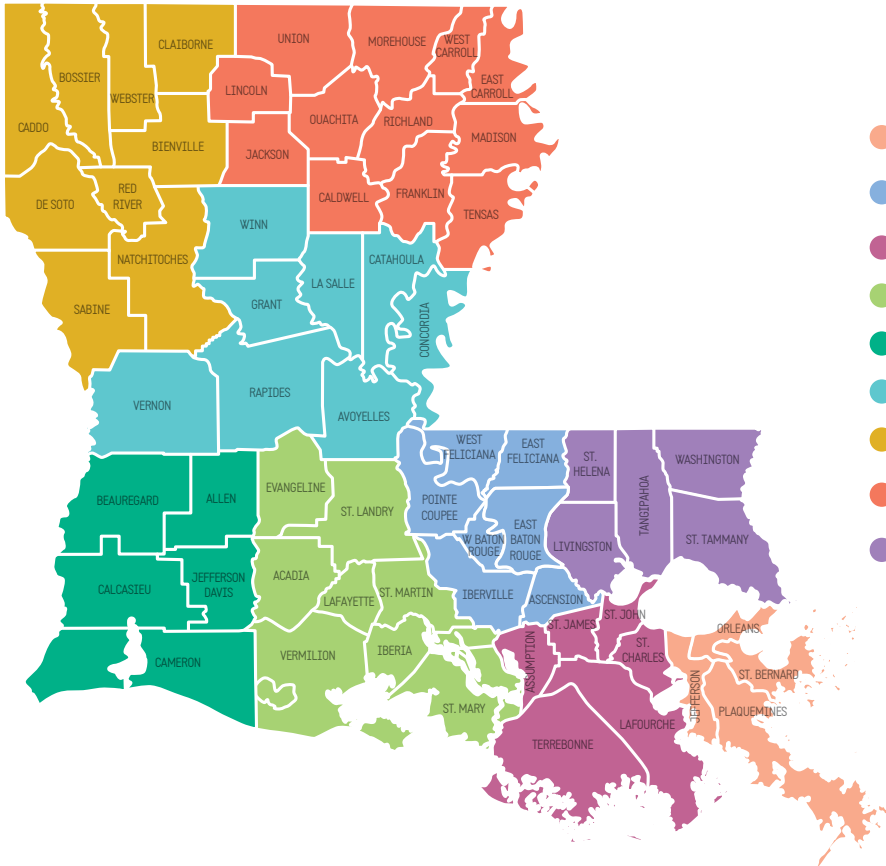 UNION
MOREHOUSE
WEST
CARROLL
CLAIBORNE
BOSSIER
EAST
CARROLL
LINCOLN
WEBSTER
OUACHITA
RICHLAND
CADDO
MADISON
BIENVILLE
JACKSON
RED
RIVER
CALDWELL
FRANKLIN
DE SOTO
TENSAS
WINN
NATCHITOCHES
CATAHOULA
LA SALLE
GRANT
SABINE
CONCORDIA
RAPIDES
VERNON
AVOYELLES
WEST
FELICIANA
EAST
FELICIANA
ST.
HELENA
WASHINGTON
EVANGELINE
BEAUREGARD
ALLEN
POINTE
COUPEE
TANGIPAHOA
ST. LANDRY
EAST
BATON
ROUGE
W BATON
ROUGE
LIVINGSTON
ST. TAMMANY
ACADIA
JEFFERSON
DAVIS
CALCASIEU
LAFAYETTE
ST. MARTIN
IBERVILLE
ASCENSION
ST. JOHN
ST. JAMES
ORLEANS
ST.
CHARLES
VERMILION
IBERIA
CAMERON
ASSUMPTION
ST. BERNARD
JEFFERSON
ST. MARY
PLAQUEMINES
LAFOURCHE
TERREBONNE